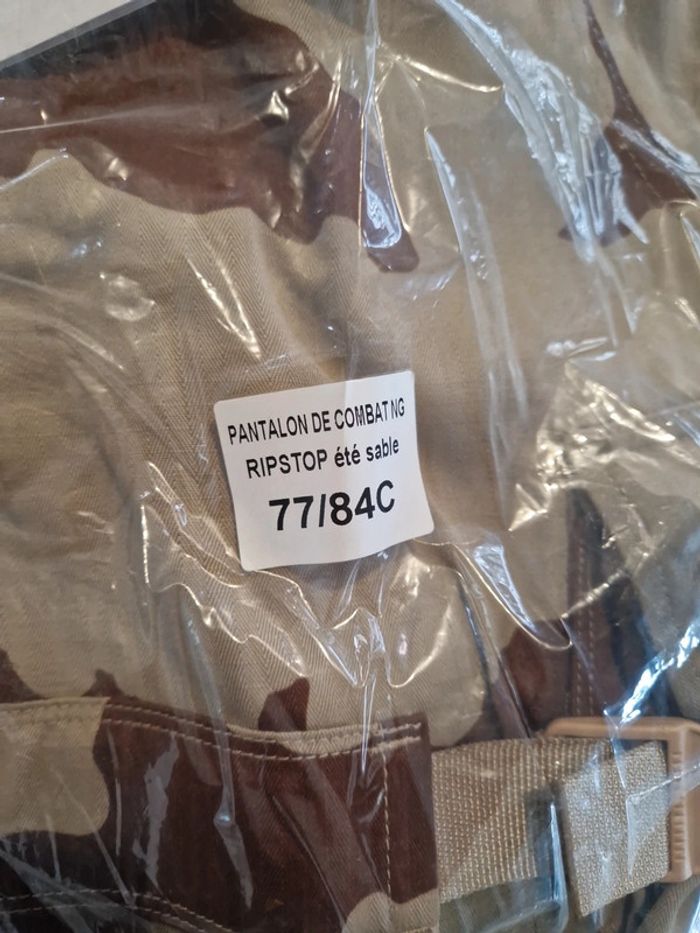 PANTALON DE COMBAT NG
RIPSTOP été sable
77/84C